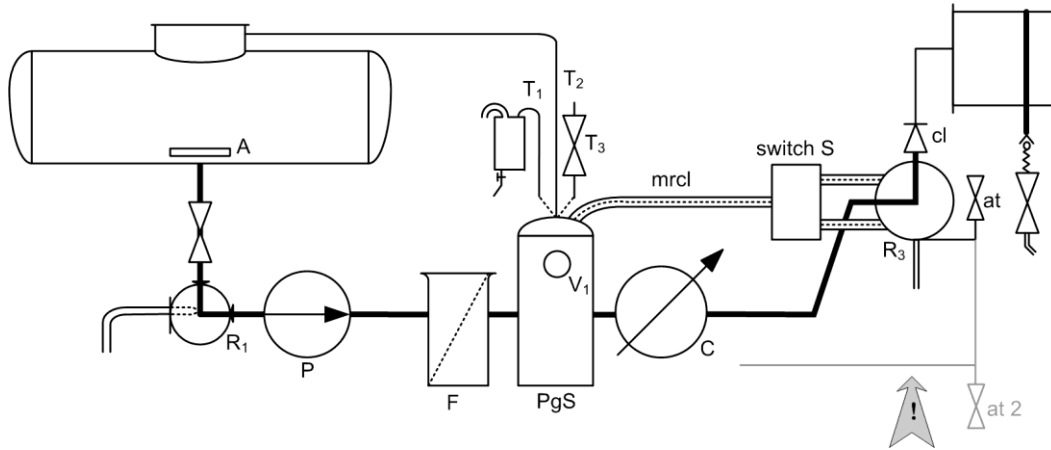 T1
T2
A
T3
switch S
cl
mrcl
at
R3
V1
R1
C
P
F
PgS
!
at 2